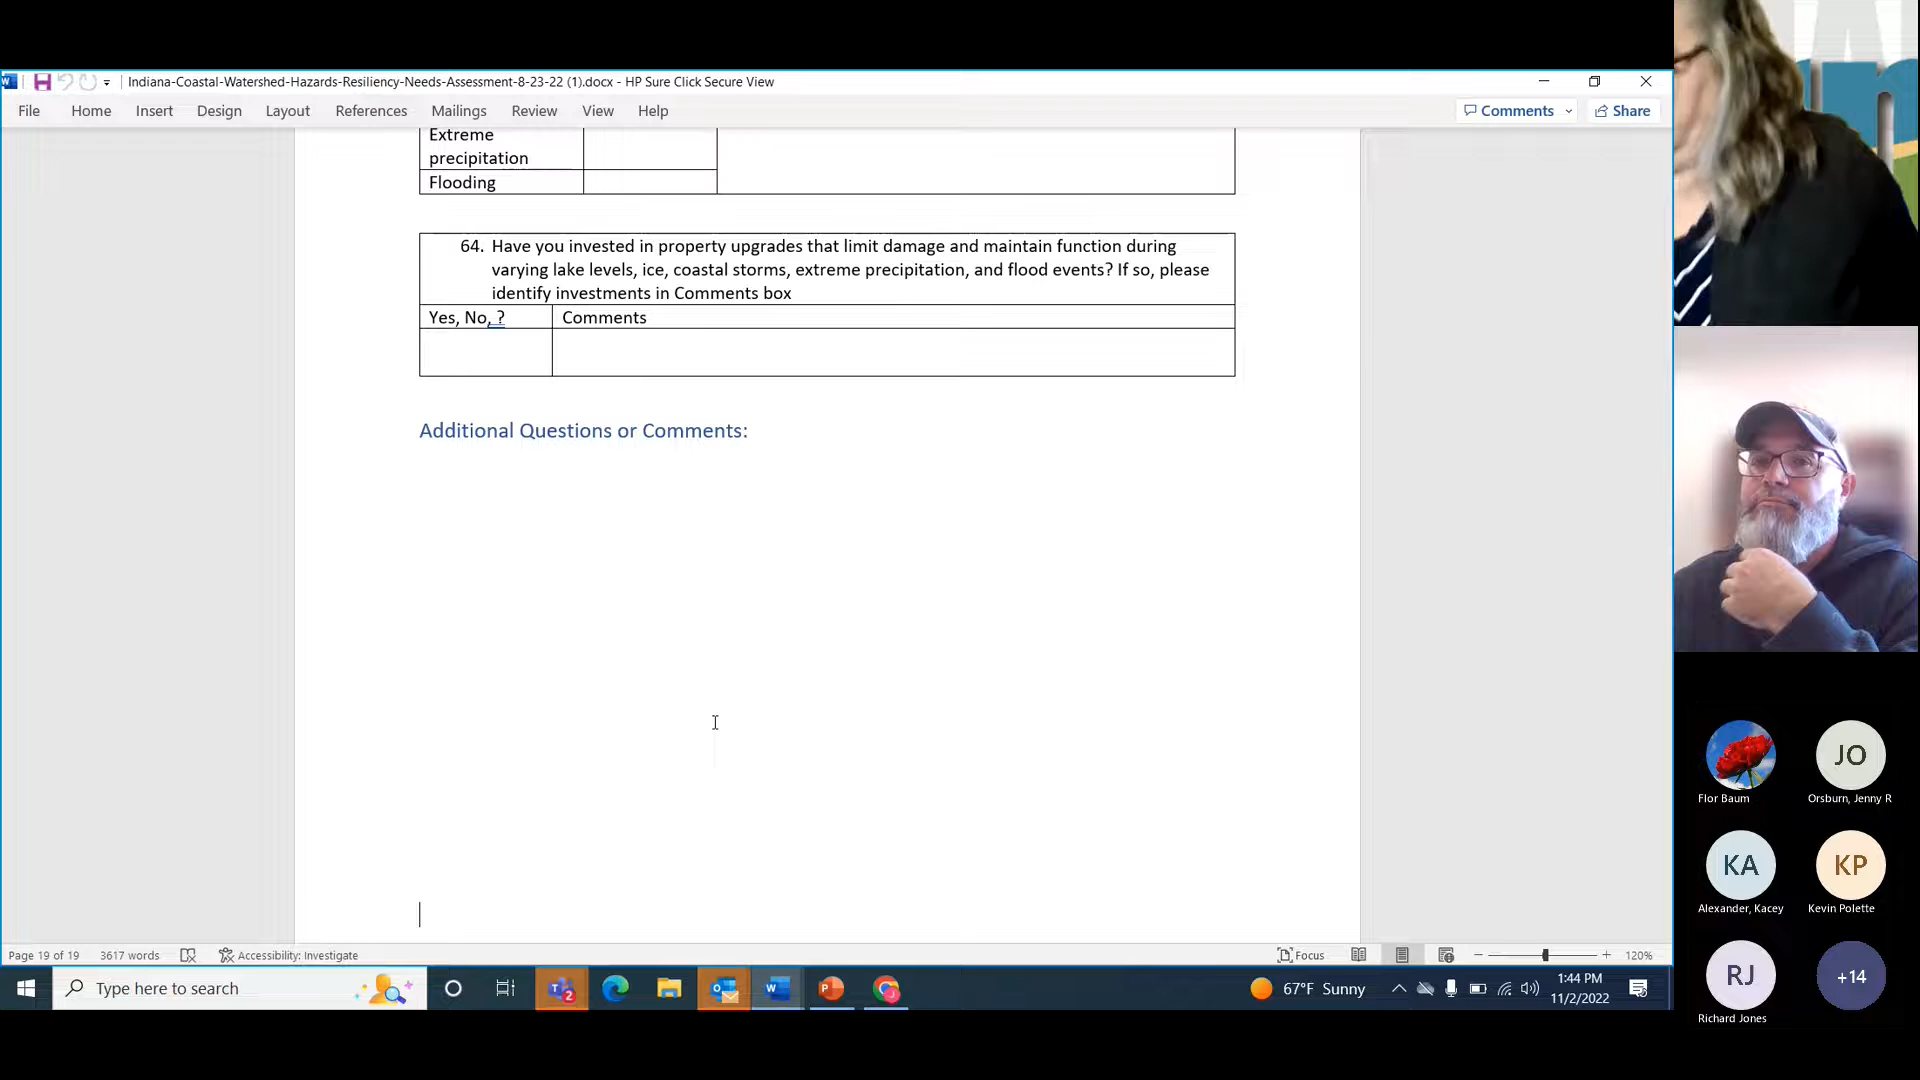 Indiana-Coastal-Watershed-Hazards-Resiliency-Needs-Assessment-8-23-22 (1).docx - HP Sure Click Secure View
File Home Insert Design Layout References Mailings Review View Help Comments Share
Extreme
precipitation
Flooding
64. Have you invested in property upgrades that limit damage and maintain function during
varying lake levels, ice, coastal storms, extreme precipitation, and flood events? If so, please
identify investments in Comments box
Yes, No, ? Comments
Additional Questions or Comments:
Page 19 of 19 3617 words Accessibility: Investigate Focus 120%
Type here to search
2
67°F Sunny
1:44 PM
11/2/2022
JO
Flor Baum Orsburn, Jenny R
KA KP
Alexander, Kacey Kevin Polette
RJ +14
Richard Jones